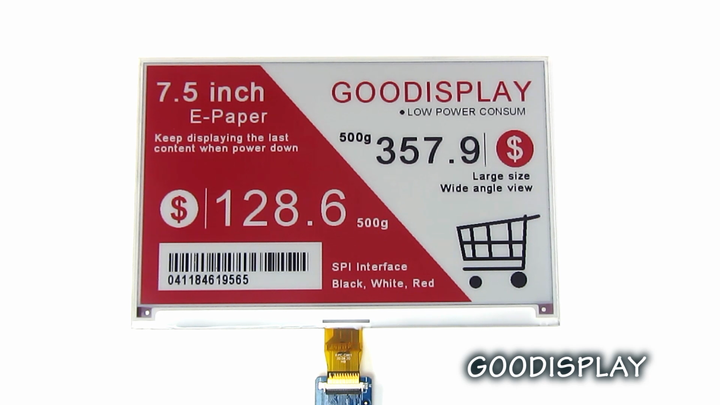 7.5 inch
E-Paper
Keep displaying the last
content when power down
$ 128.6 500g
041184619565
SPI Interface
Black, White, Red
GOODISPLAY
●LOW POWER CONSUM
500g 357.9 $
Large size
Wide angle view
GOODISPLAY